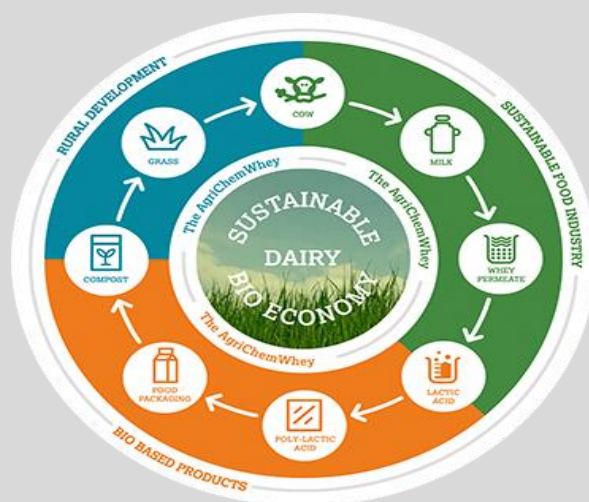 RURAL DEVELOPMENT
SUSTAINABLE FOOD INDUSTRY
BIO BASED PRODUCTS
COW
MILK
WHEY
PERMEATE
LACTIC
ACID
POLY-LACTIC
ACID
FOOD
PACKAGING
COMPOST
GRASS
The AgriChemWhey
The AgriChemWhey
The AgriChemWhey
SUSTAINABLE
DAIRY
BIO ECONOMY